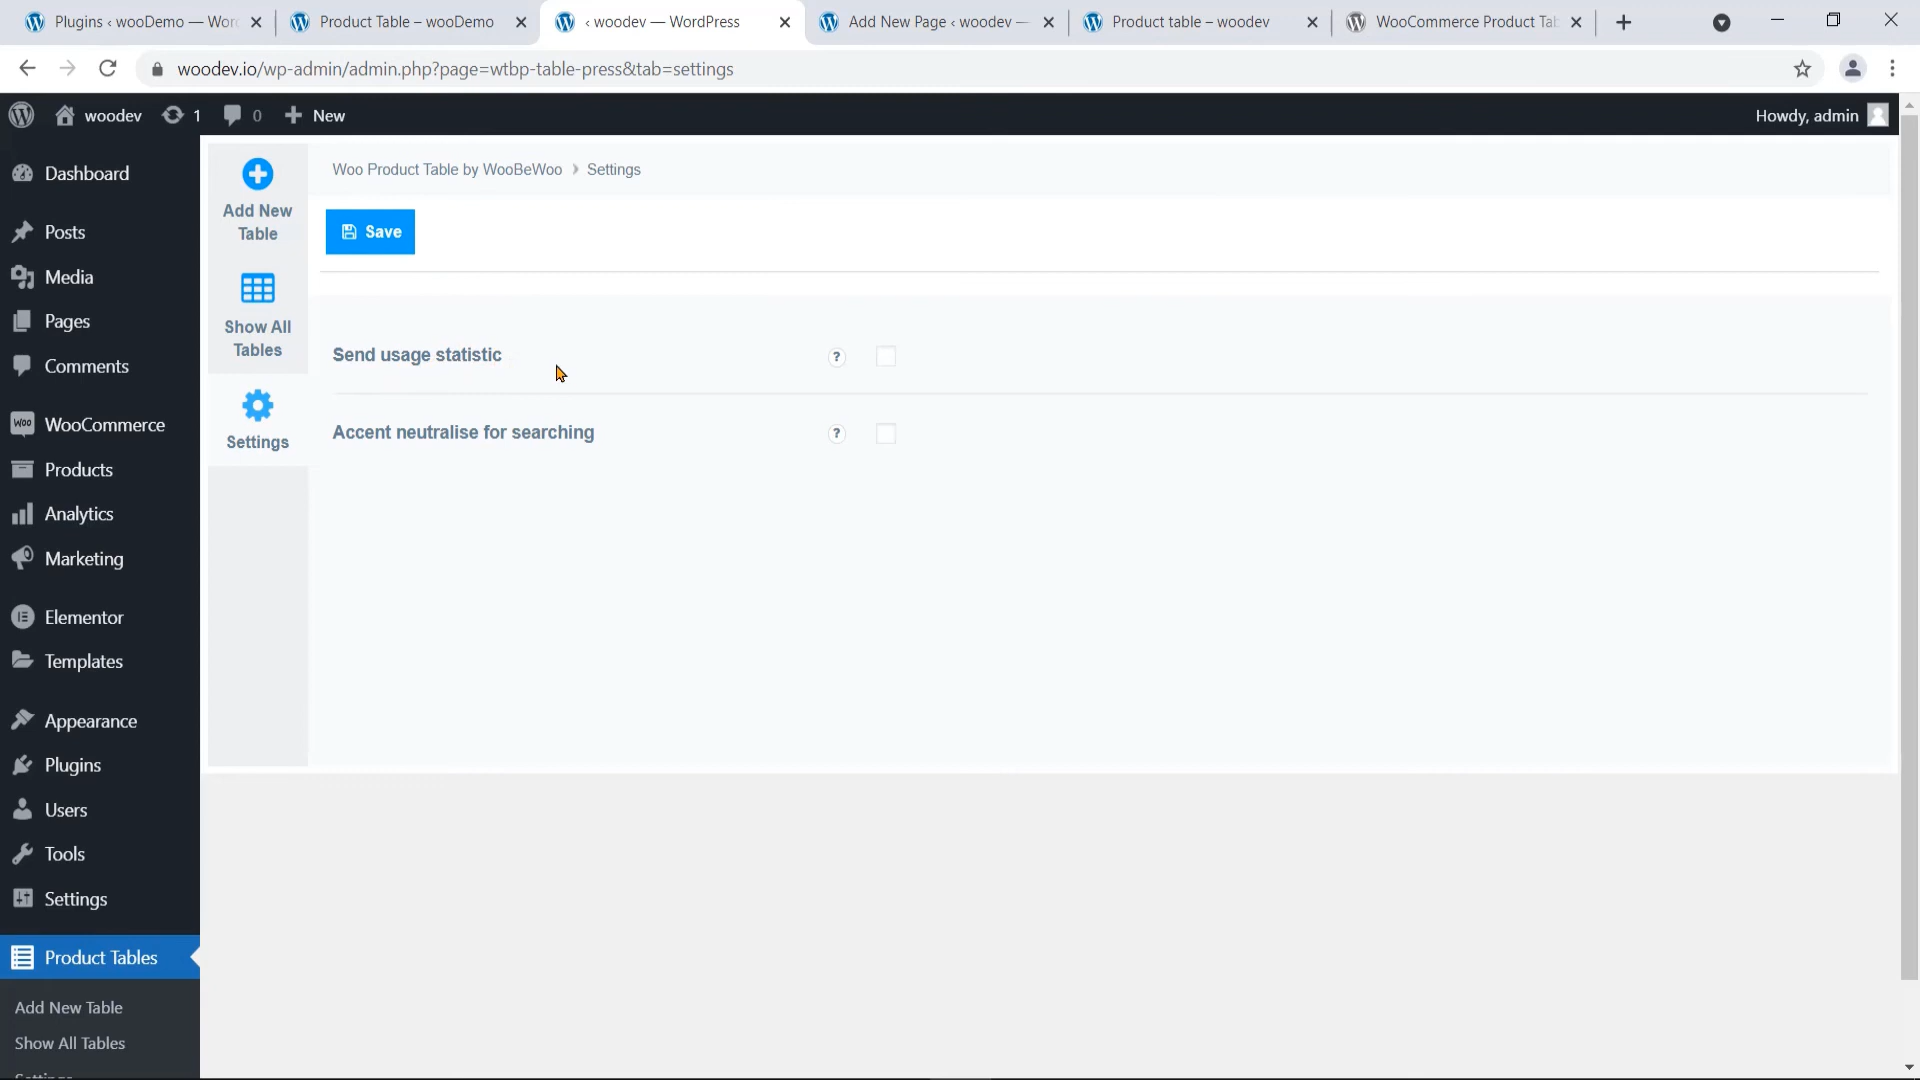 Plugins ‹ wooDemo — Wor
Product Table – wooDemo
‹ woodev — WordPress
Add New Page ‹ woodev —
Product table – woodev
WooCommerce Product Tab
woodev.io/wp-admin/admin.php?page=wtbp-table-press&tab=settings
woodev
1
0
New
Howdy, admin
Dashboard
Posts
Media
Pages
Comments
WooCommerce
Products
Analytics
Marketing
Elementor
Templates
Appearance
Plugins
Users
Tools
Settings
Product Tables
Add New Table
Show All Tables
Add New
Table
Show All
Tables
Settings
Woo Product Table by WooBeWoo › Settings
Save
Send usage statistic
?
Accent neutralise for searching
?